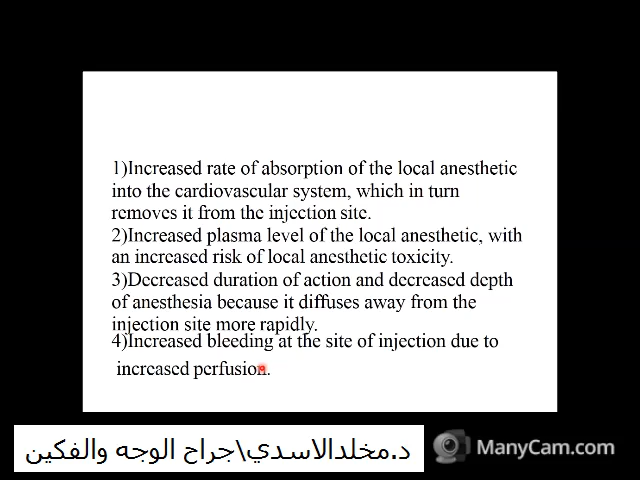 1)Increased rate of absorption of the local anesthetic
into the cardiovascular system, which in turn
removes it from the injection site.
2)Increased plasma level of the local anesthetic, with
an increased risk of local anesthetic toxicity.
3)Decreased duration of action and decreased depth
of anesthesia because it diffuses away from the
injection site more rapidly.
4)Increased bleeding at the site of injection due to
increased perfusion.
د.مخلدالاسدي\جراح الوجه والفكين
ManyCam.com